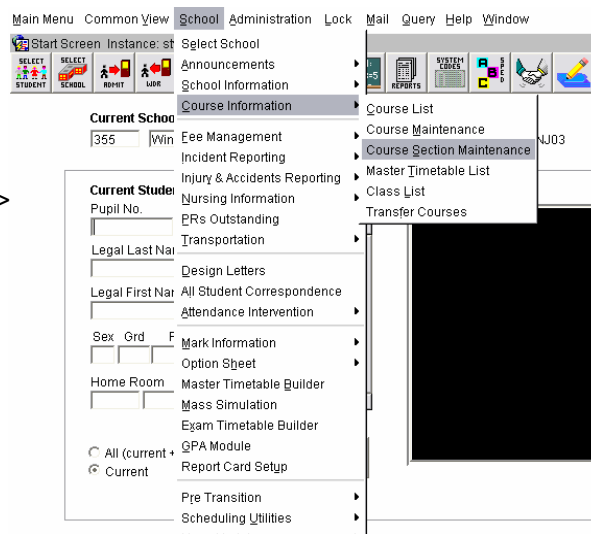 Main Menu Common View School Administration Lock Mail Query Help Window
Start Screen Instance: st
SELECT STUDENT
SELECT SCHOOL
ADMIT
WDR
REPORTS
SYSTEM CODES
Select School
Announcements
School Information
Course Information
Fee Management
Incident Reporting
Injury & Accidents Reporting
Nursing Information
PRs Outstanding
Transportation
Design Letters
All Student Correspondence
Attendance Intervention
Mark Information
Option Sheet
Master Timetable Builder
Mass Simulation
Exam Timetable Builder
GPA Module
Report Card Setup
Pre Transition
Scheduling Utilities
Course List
Course Maintenance
Course Section Maintenance
Master Timetable List
Class List
Transfer Courses
Current Schoo
355 Win
NJ03
>
Current Studer
Pupil No.
Legal Last Nar
Legal First Nar
Sex Grd F
Home Room
All (current +
Current